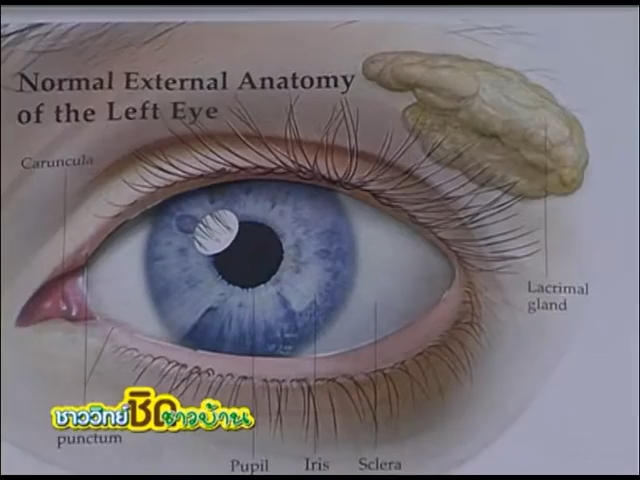 Normal External Anatomy
of the Left Eye
Caruncula
Lacrimal
gland
ชาววิทย์ชิดชาวบ้าน
punctum
Pupil Iris Sclera